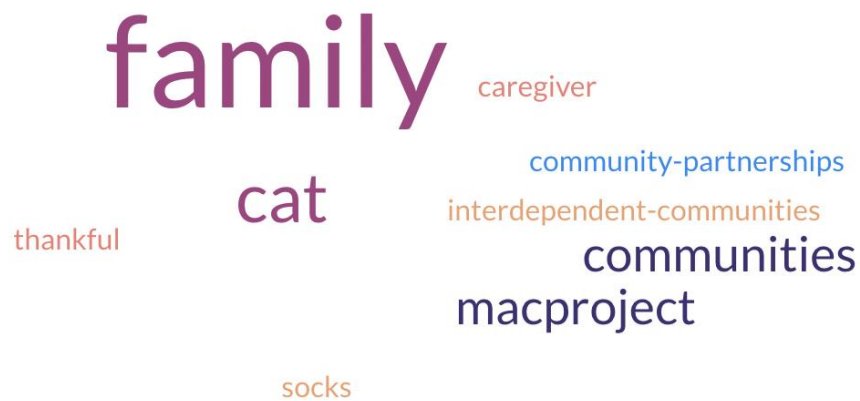 family
caregiver
community-partnerships
cat
interdependent-communities
thankful
communities
macproject
socks